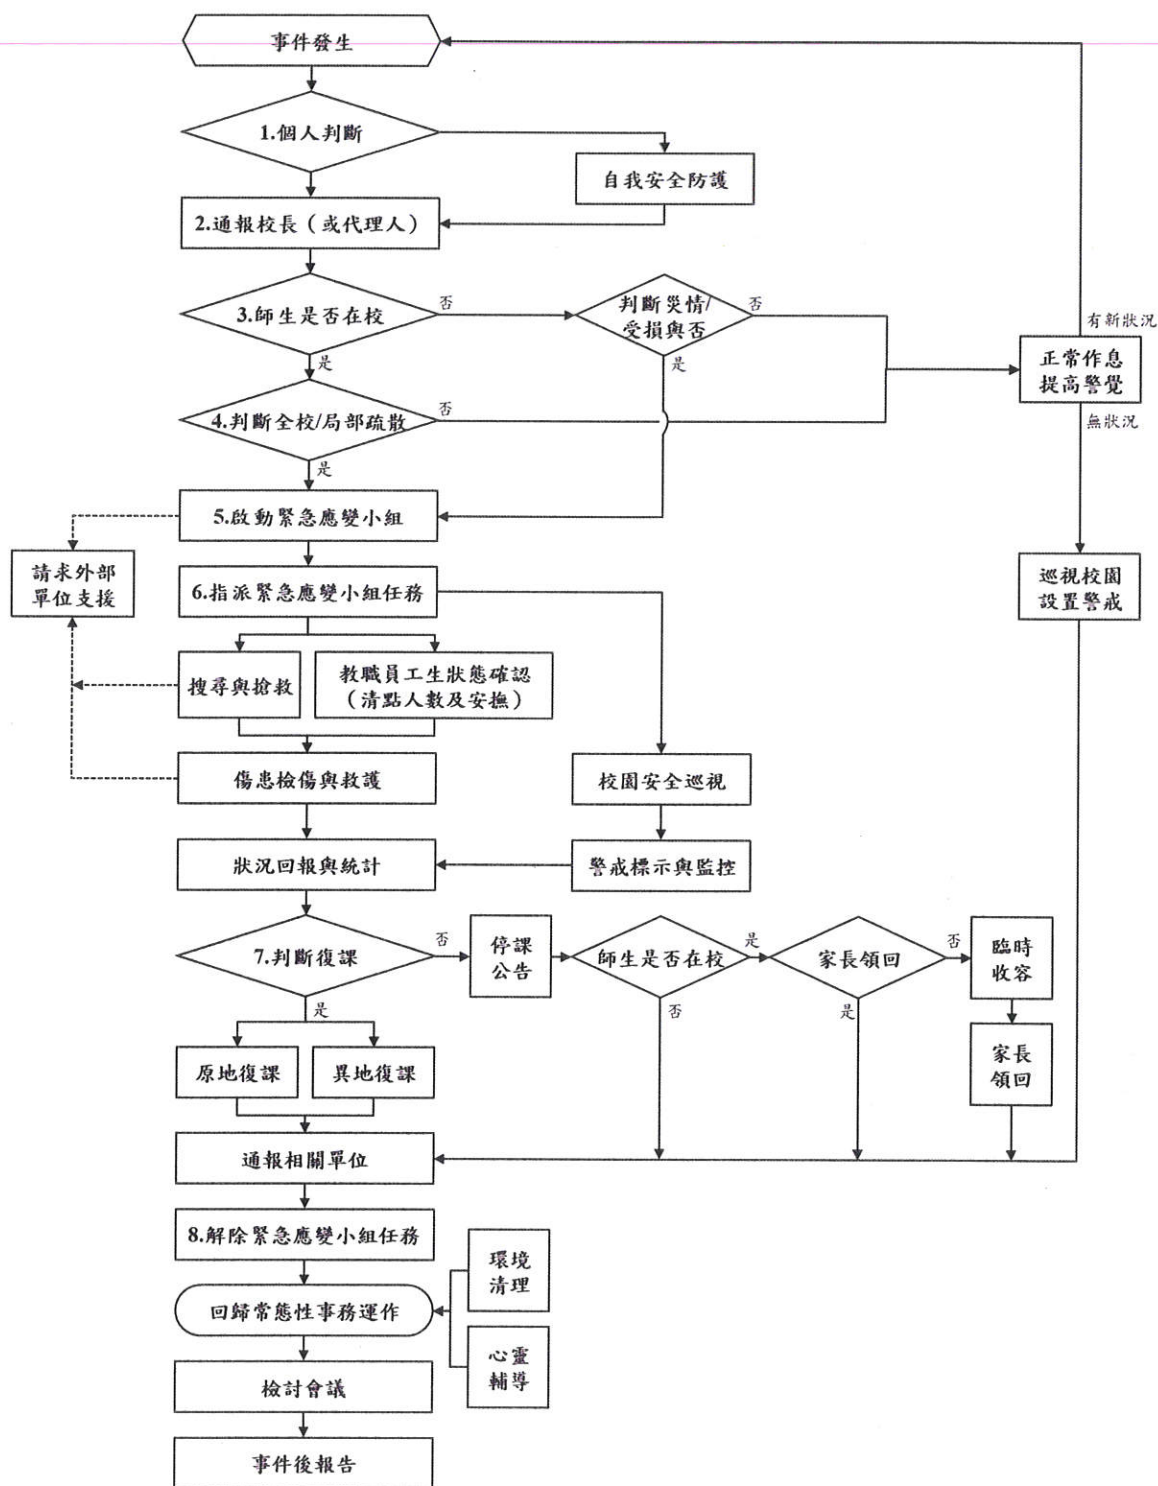 事件發生
1.個人判斷
自我安全防護
2.通報校長（或代理人）
3.師生是否在校
否
判斷災情/
受損與否
否
有新狀況
正常作息
提高警覺
是
是
4.判斷全校/局部疏散
否
無狀況
是
5.啟動緊急應變小組
請求外部
單位支援
6.指派緊急應變小組任務
巡視校園
設置警戒
搜尋與搶救
教職員工生狀態確認
（清點人數及安撫）
傷患檢傷與救護
校園安全巡視
狀況回報與統計
警戒標示與監控
7.判斷復課
否
停課
公告
師生是否在校
是
家長領回
否
臨時
收容
是
否
是
原地復課
異地復課
家長
領回
通報相關單位
8.解除緊急應變小組任務
環境
清理
回歸常態性事務運作
心靈
輔導
檢討會議
事件後報告